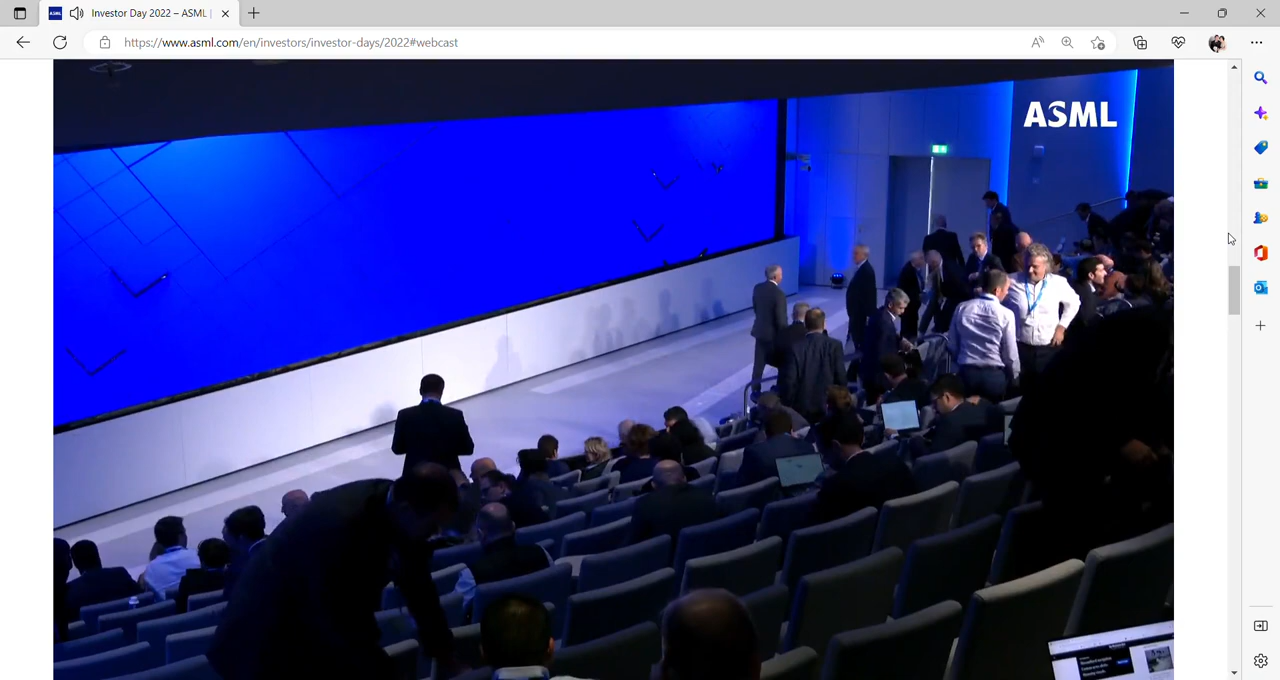 Investor Day 2022 – ASML |
https://www.asml.com/en/investors/investor-days/2022#webcast
ASML